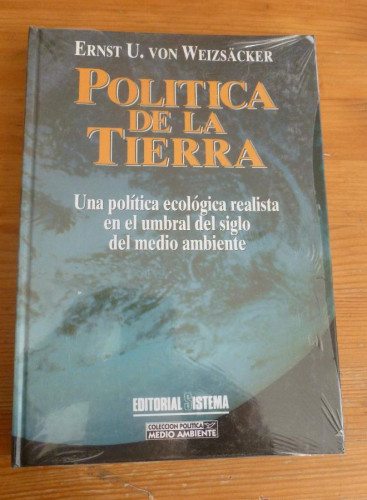 ERNST U. VON WEIZSÄCKER
POLITICA
DE LA
TIERRA
Una política ecológica realista
en el umbral del siglo
del medio ambiente
EDITORIAL SISTEMA
COLECCION POLITICA
MEDIO AMBIENTE